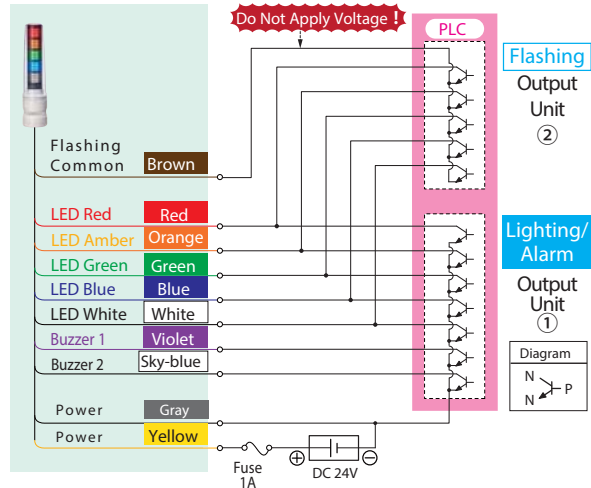 Do Not Apply Voltage !
PLC
Flashing
Output
Unit
②
Flashing
Common Brown
LED Red Red
LED Amber Orange
LED Green Green
LED Blue Blue
LED White White
Buzzer 1 Violet
Buzzer 2 Sky-blue
Power Gray
Power Yellow
Lighting/
Alarm
Output
Unit
①
Diagram
N
P
N
Fuse
1A
⊕ DC 24V ⊖